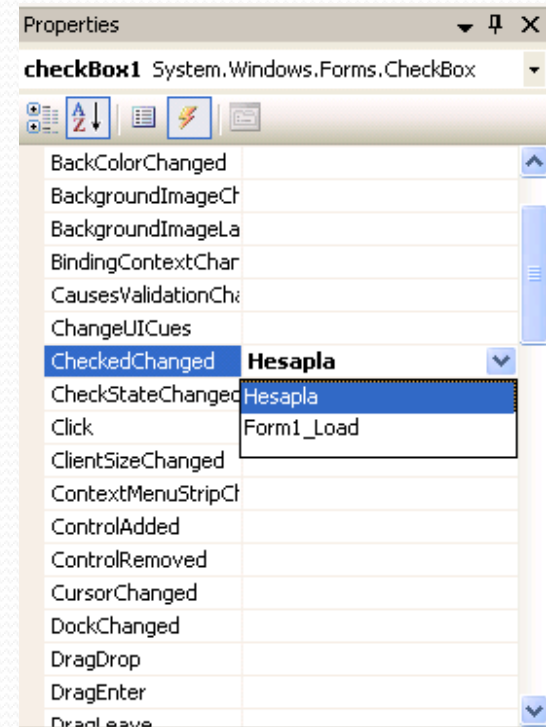 Properties
checkBox1 System.Windows.Forms.CheckBox
BackColorChanged
BackgroundImageCh
BackgroundImageLa
BindingContextChar
CausesValidationCha
ChangeUICues
CheckedChanged Hesapla
CheckStateChanged Hesapla
Click Form1_Load
ClientSizeChanged
ContextMenuStripCh
ControlAdded
ControlRemoved
CursorChanged
DockChanged
DragDrop
DragEnter
DragLeave